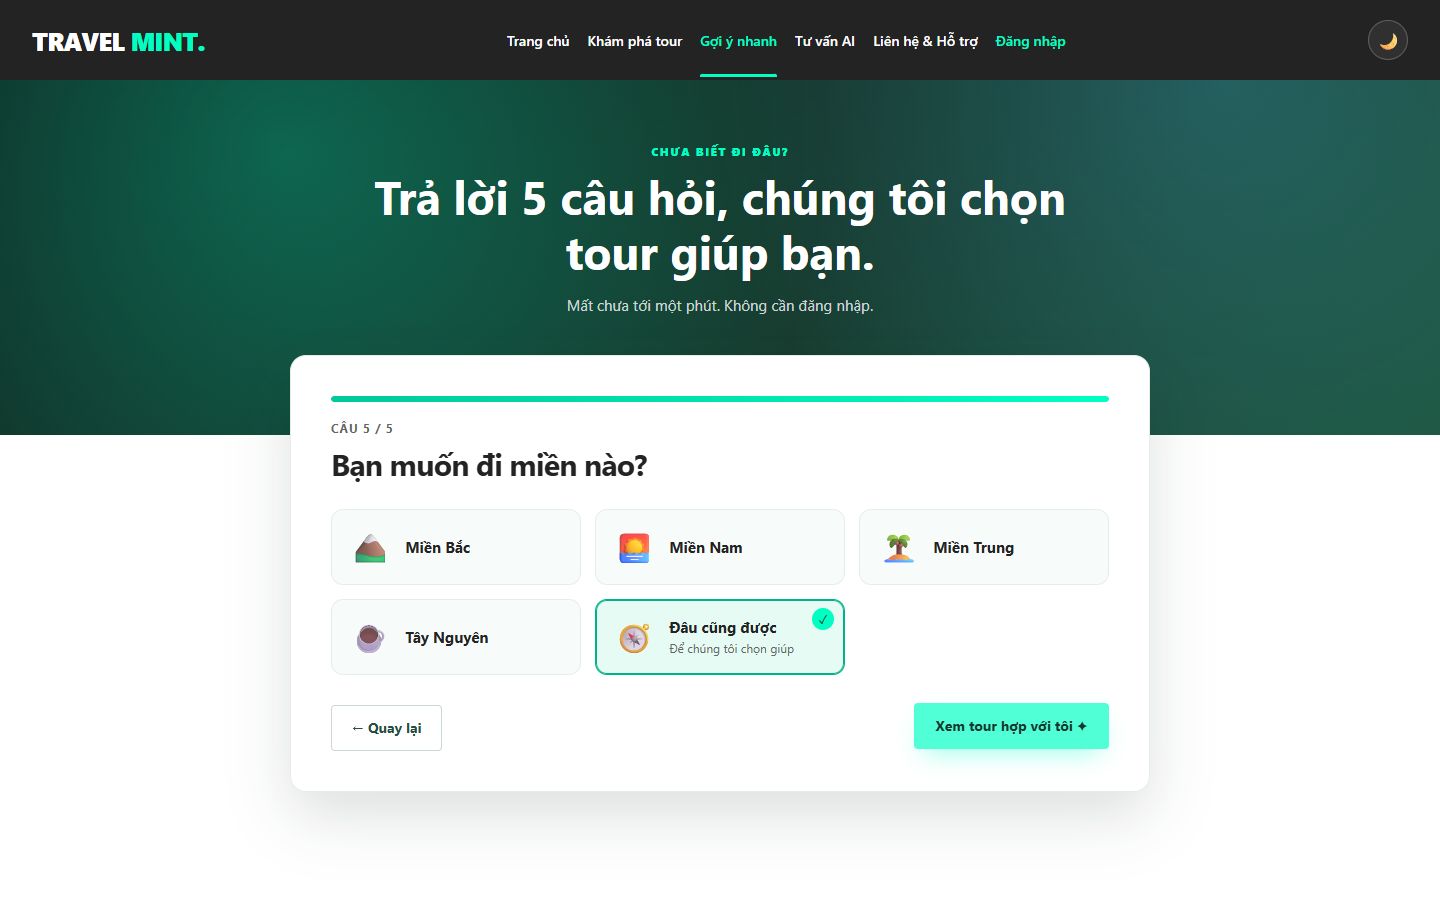 TRAVEL MINT.
Trang chủ
Khám phá tour
Gợi ý nhanh
Tư vấn AI
Liên hệ & Hỗ trợ
Đăng nhập
CHƯA BIẾT ĐI ĐÂU?
Trả lời 5 câu hỏi, chúng tôi chọn
tour giúp bạn.
Mất chưa tới một phút. Không cần đăng nhập.
CÂU 5 / 5
Bạn muốn đi miền nào?
Miền Bắc
Miền Nam
Miền Trung
Tây Nguyên
Đâu cũng được
Để chúng tôi chọn giúp
← Quay lại
Xem tour hợp với tôi ✦